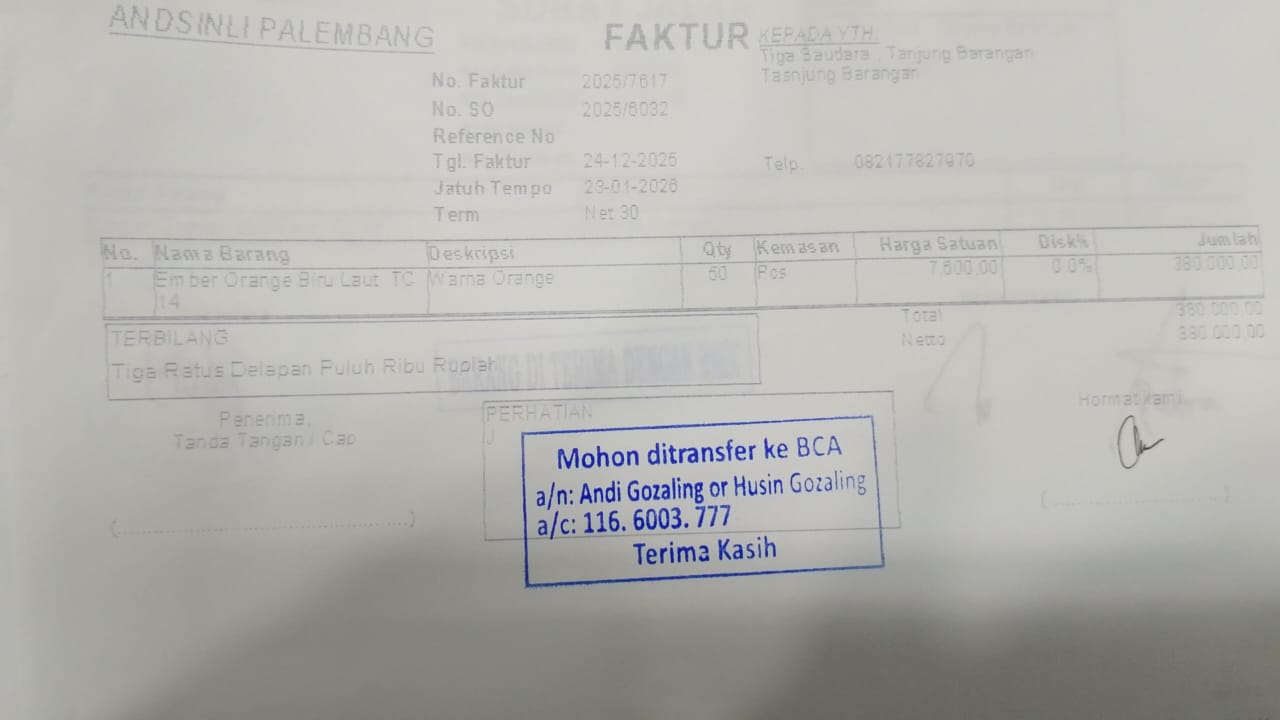 ANDSINLI PALEMBANG
FAKTUR
KEPADA YTH.
Tiga Saudara , Tanjung Barangan
Tasnjung Barangan
No. Faktur 2025/7617
No. SO 2025/6032
Reference No
Tgl. Faktur 24-12-2025
Telp. 082177827970
Jatuh Tempo 23-01-2026
Term Net 30
No. Nama Barang Deskripsi Qty Kemasan Harga Satuan Disk% Jumlah
1 Ember Orange Biru Laut TC Warna Orange 50 Pcs 7.600,00 0.0% 380.000,00
14
Total 380.000,00
Netto 380.000,00
TERBILANG
Tiga Ratus Delapan Puluh Ribu Rupiah
BARANG DI TERIMA DENGAN BAIK
Penerima,
Tanda Tangan / Cap
PERHATIAN
J
Hormat Kami,
Mohon ditransfer ke BCA
a/n: Andi Gozaling or Husin Gozaling
a/c: 116. 6003. 777
Terima Kasih